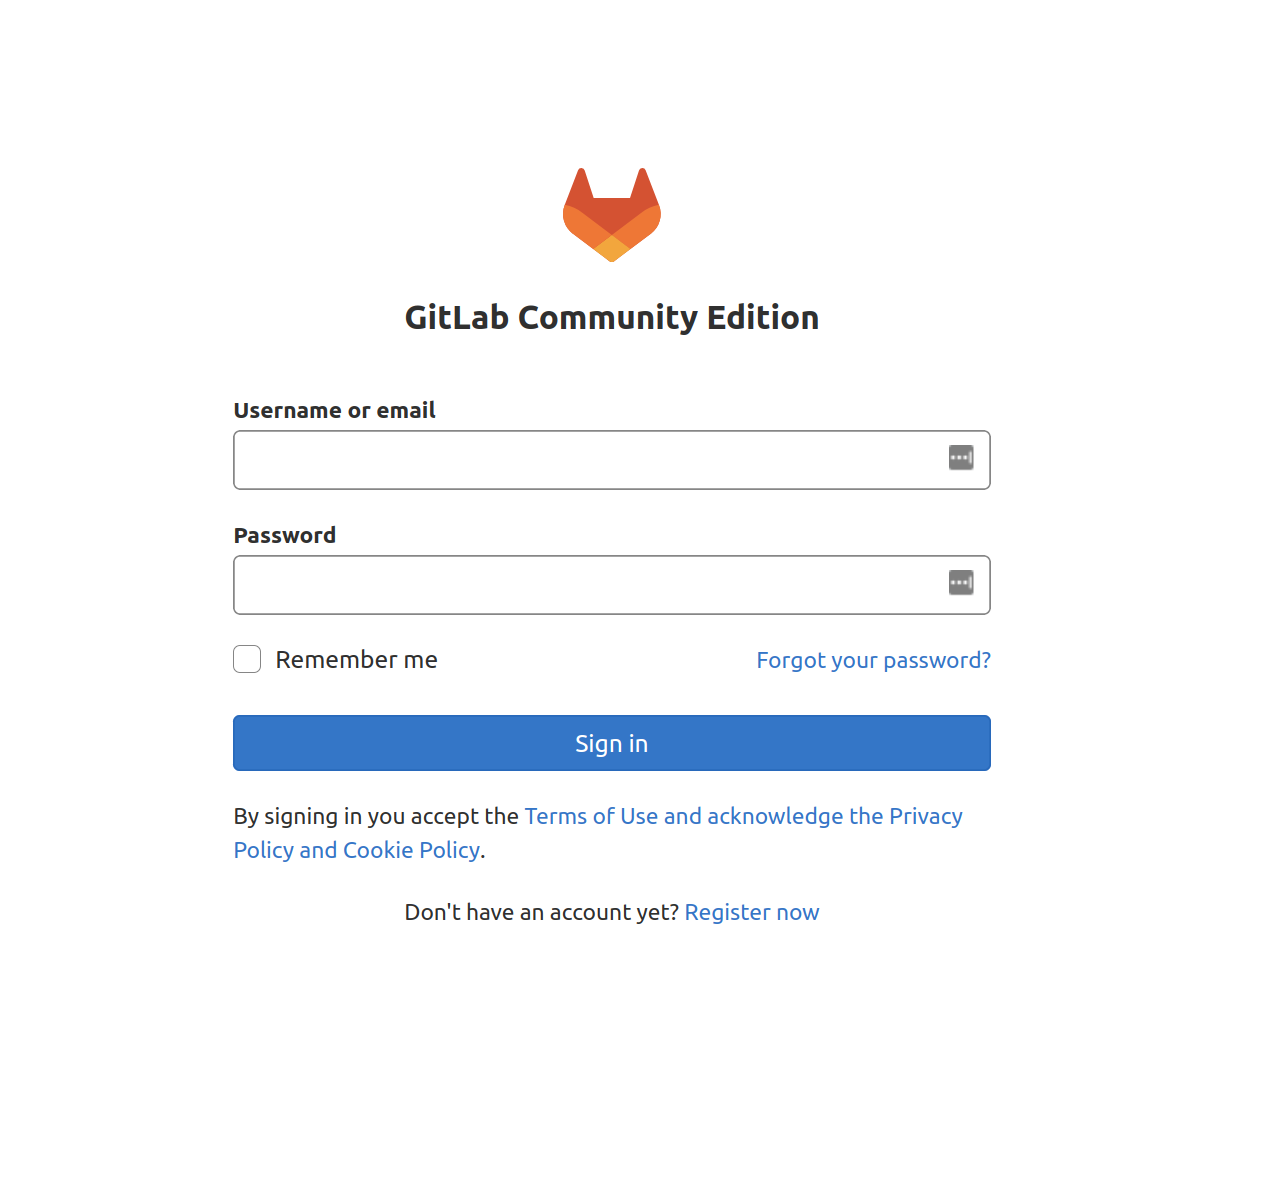 GitLab Community Edition
Username or email
Password
Remember me
Forgot your password?
Sign in
By signing in you accept the Terms of Use and acknowledge the Privacy
Policy and Cookie Policy.
Don't have an account yet? Register now